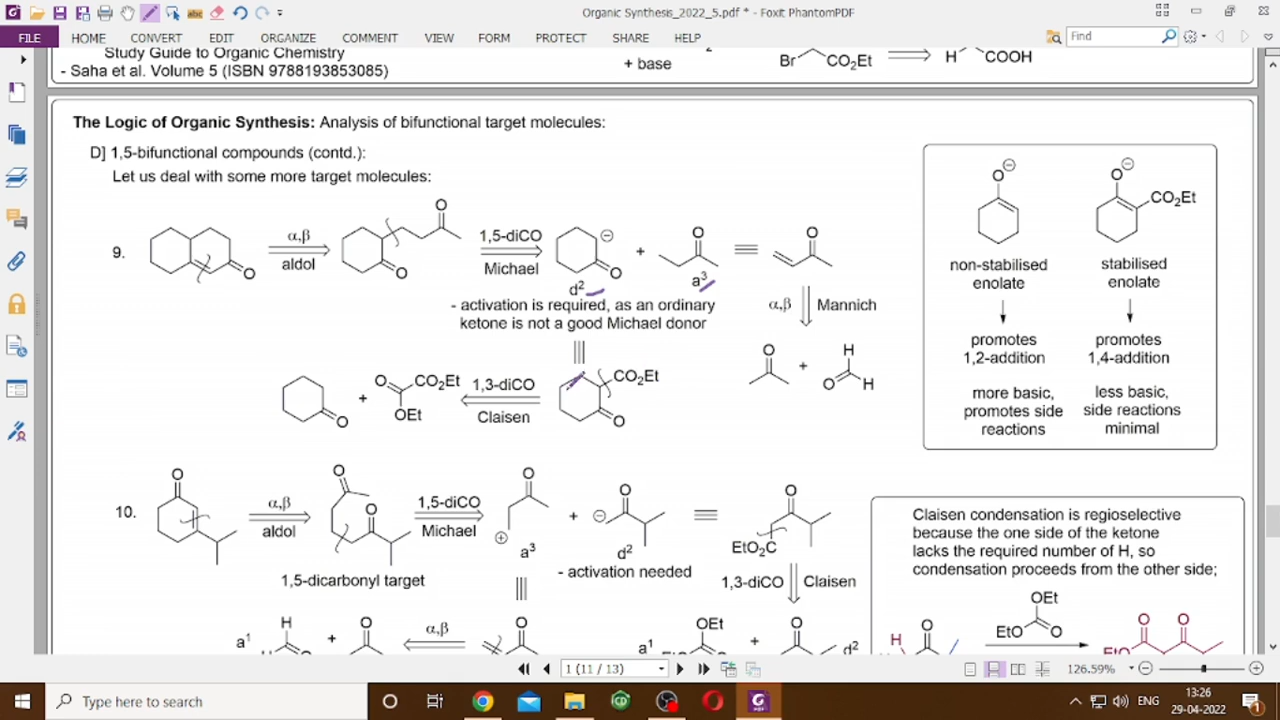 Organic Synthesis_2022_5.pdf * - Foxit PhantomPDF
FILE HOME CONVERT EDIT ORGANIZE COMMENT VIEW FORM PROTECT SHARE HELP
Find
Study Guide to Organic Chemistry
- Saha et al. Volume 5 (ISBN 9788193853085)
+ base
Br CO₂Et H COOH
The Logic of Organic Synthesis: Analysis of bifunctional target molecules:
D] 1,5-bifunctional compounds (contd.):
Let us deal with some more target molecules:
9.
α,β
aldol
O
O
O
1,5-diCO
Michael
⊖
O
d²
+
O
a³
O
- activation is required, as an ordinary
ketone is not a good Michael donor
α,β Mannich
O
+
H
O H
CO₂Et
O
1,3-diCO
Claisen
O
+
O CO₂Et
OEt
O⊖
non-stabilised
enolate
promotes
1,2-addition
more basic,
promotes side
reactions
O⊖
CO₂Et
stabilised
enolate
promotes
1,4-addition
less basic,
side reactions
minimal
10.
O
α,β
aldol
O
O
1,5-dicarbonyl target
1,5-diCO
Michael
O
⊕
a³
+
O
⊖
d²
- activation needed
O
EtO₂C
1,3-diCO Claisen
a¹
H
+
O
α,β
O
a¹
OEt
EtO O
+
O
d²
Claisen condensation is regioselective
because the one side of the ketone
lacks the required number of H, so
condensation proceeds from the other side;
H
O
OEt
EtO O
O O
EtO
1 (11 / 13)
126.59%
Type here to search
ENG
13:26
29-04-2022
1